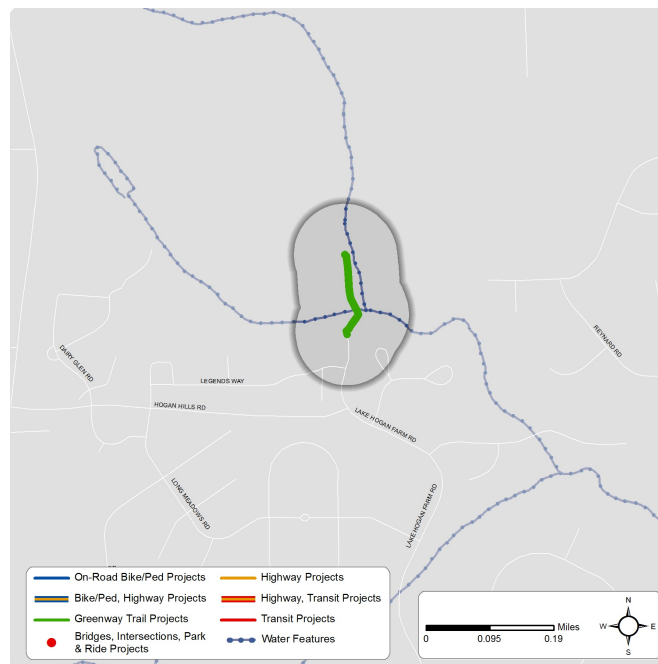 REYNARD RD
DAIRY GLEN RD
LEGENDS WAY
HOGAN HILLS RD
LAKE HOGAN FARM RD
LONG MEADOWS RD
LAKE HOGAN FARM RD
On-Road Bike/Ped Projects
Highway Projects
Bike/Ped, Highway Projects
Highway, Transit Projects
Greenway Trail Projects
Transit Projects
Bridges, Intersections, Park
& Ride Projects
Water Features
Miles
0 0.095 0.19
N
W E
S